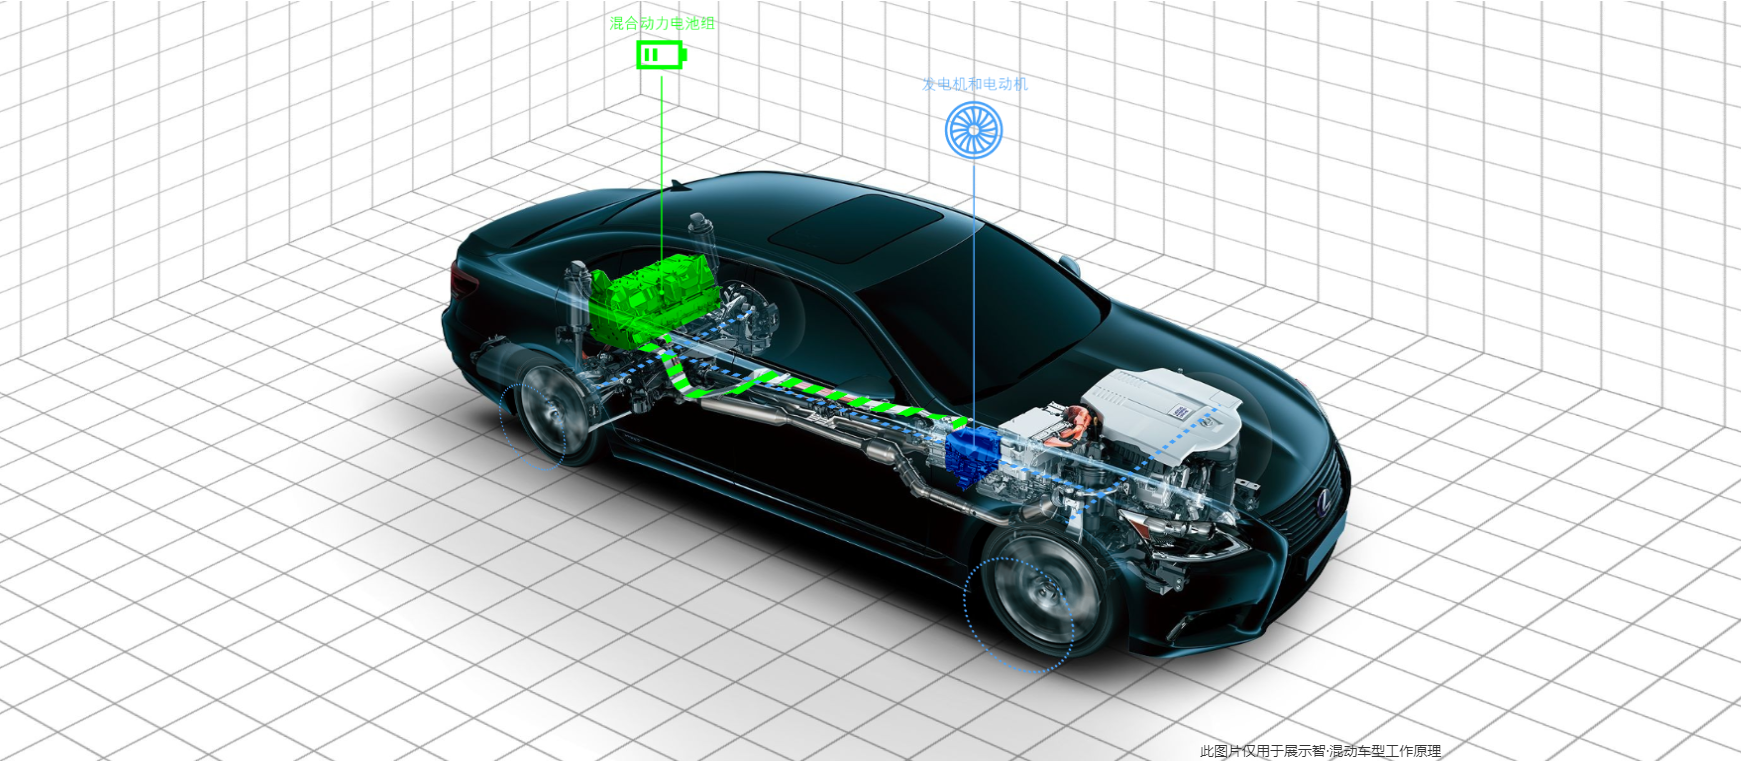 混合动力电池组
发电机和电动机
此图片仅用于展示智·混动车型工作原理